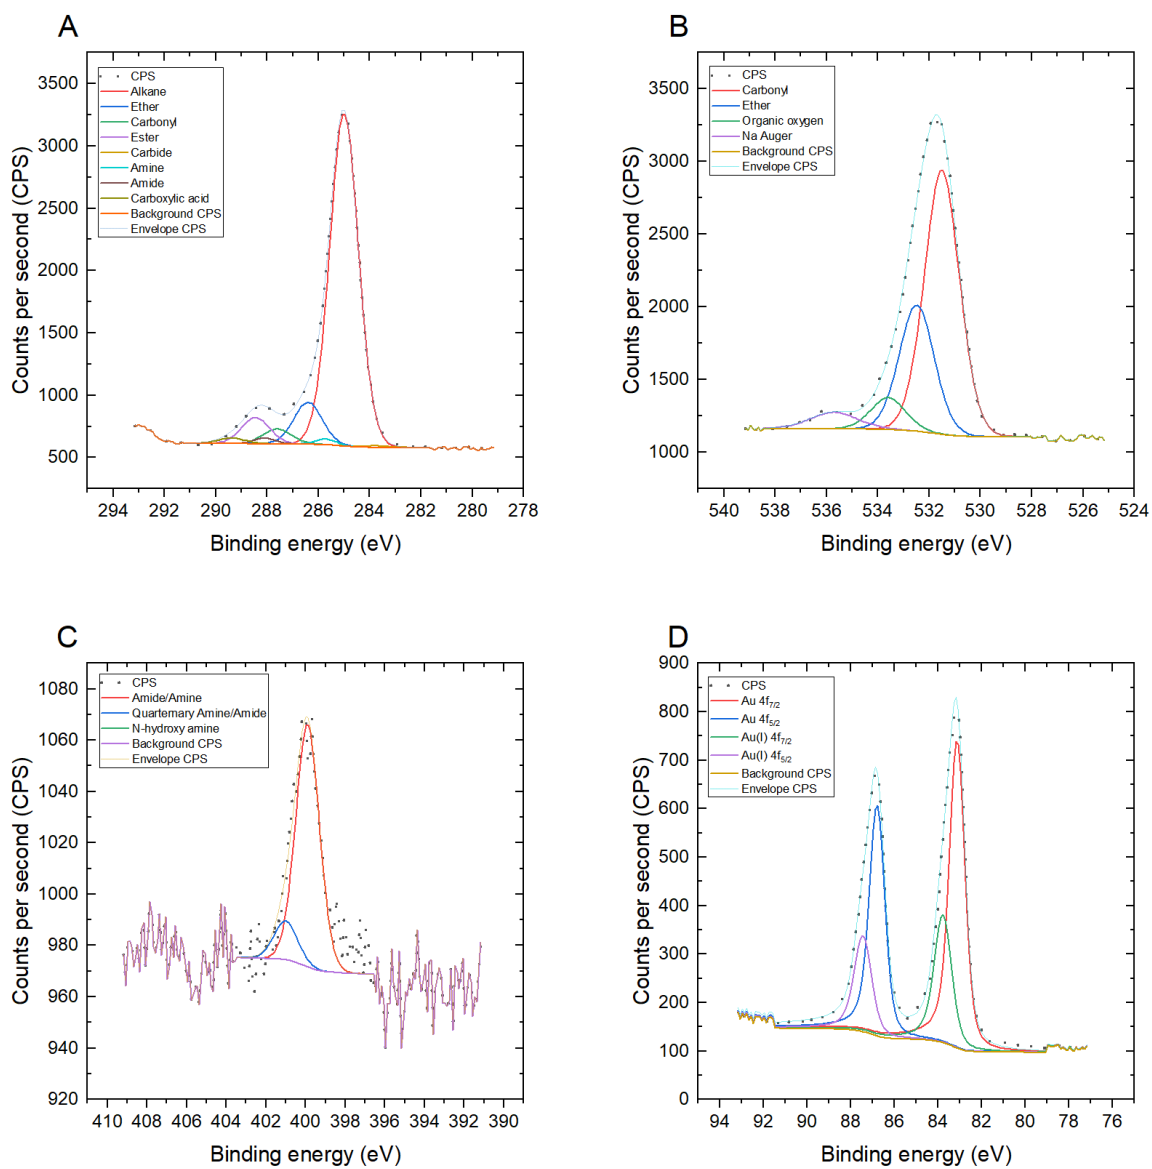 A
CPS
Alkane
Ether
Carbonyl
Ester
Carbide
Amine
Amide
Carboxylic acid
Background CPS
Envelope CPS
3500
3000
2500
2000
1500
1000
500
294 292 290 288 286 284 282 280 278
Counts per second (CPS)
Binding energy (eV)
B
CPS
Carbonyl
Ether
Organic oxygen
Na Auger
Background CPS
Envelope CPS
3500
3000
2500
2000
1500
1000
540 538 536 534 532 530 528 526 524
Counts per second (CPS)
Binding energy (eV)
C
CPS
Amide/Amine
Quarternary Amine/Amide
N-hydroxy amine
Background CPS
Envelope CPS
1080
1060
1040
1020
1000
980
960
940
920
410 408 406 404 402 400 398 396 394 392 390
Counts per second (CPS)
Binding energy (eV)
D
CPS
Au 4f7/2
Au 4f5/2
Au(I) 4f7/2
Au(I) 4f5/2
Background CPS
Envelope CPS
900
800
700
600
500
400
300
200
100
0
94 92 90 88 86 84 82 80 78 76
Counts per second (CPS)
Binding energy (eV)